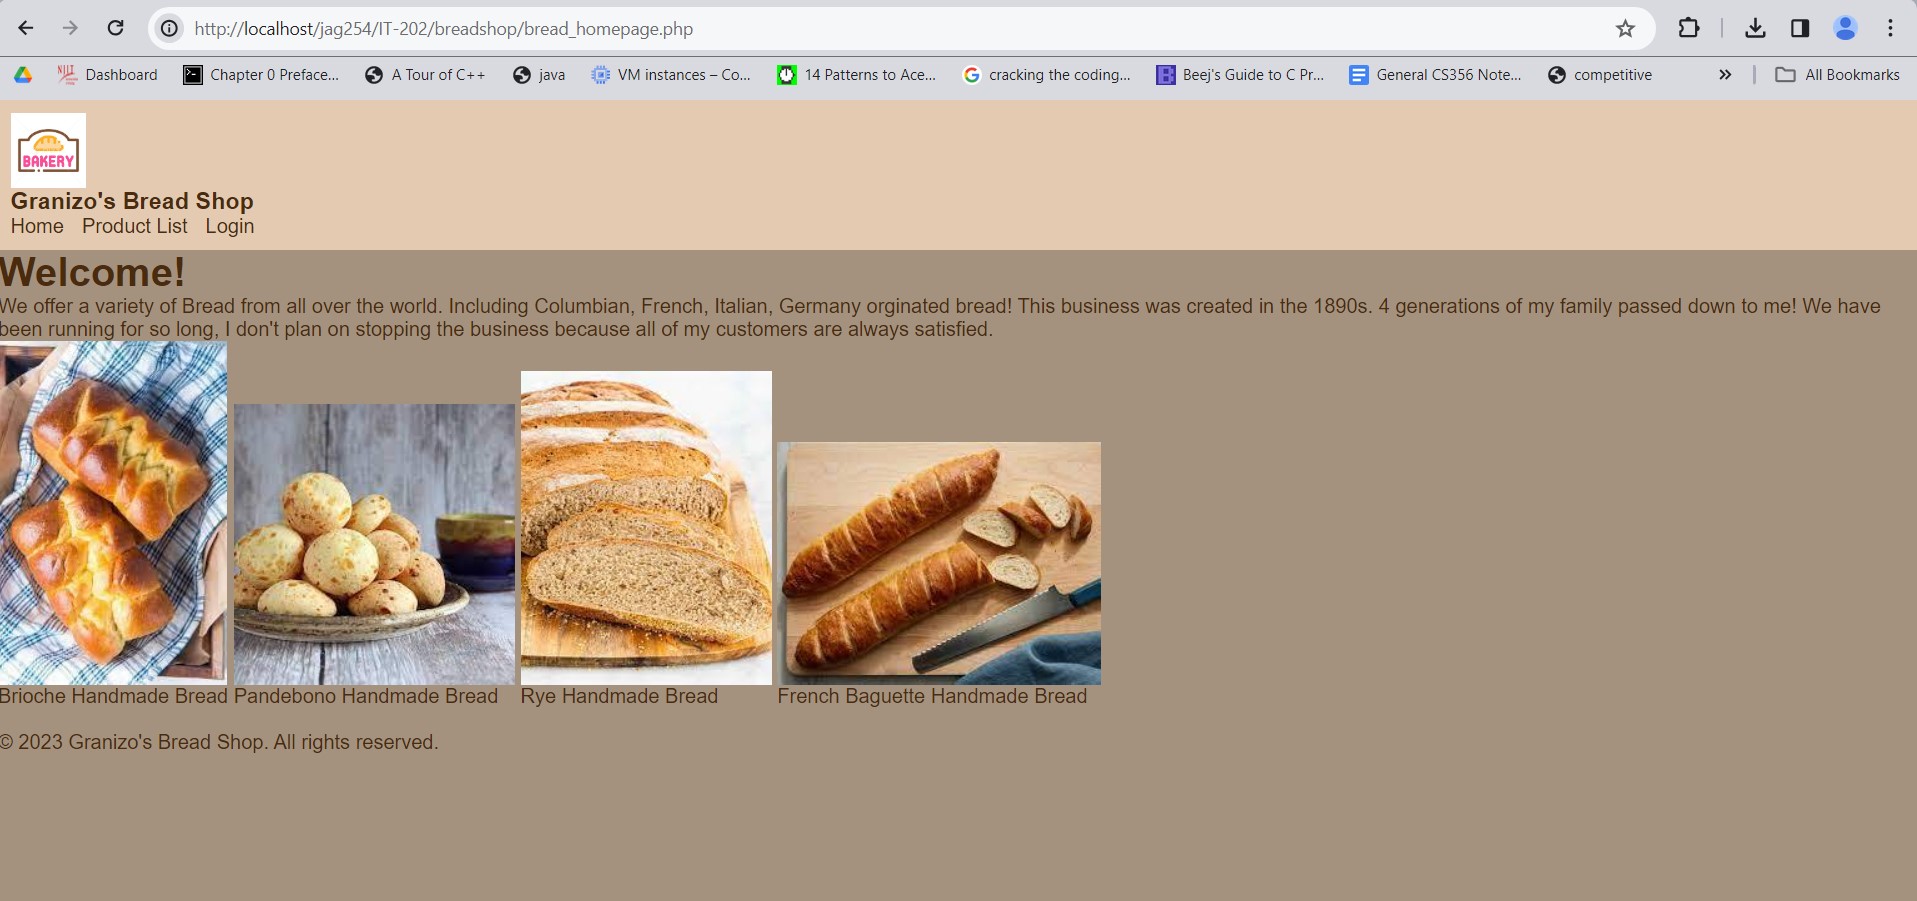 http://localhost/jag254/IT-202/breadshop/bread_homepage.php
Dashboard Chapter 0 Preface... A Tour of C++ java VM instances – Co... 14 Patterns to Ace... cracking the coding... Beej's Guide to C Pr... General CS356 Note... competitive » All Bookmarks
BAKERY
Granizo's Bread Shop
Home Product List Login
Welcome!
We offer a variety of Bread from all over the world. Including Columbian, French, Italian, Germany orginated bread! This business was created in the 1890s. 4 generations of my family passed down to me! We have
been running for so long, I don't plan on stopping the business because all of my customers are always satisfied.
Brioche Handmade Bread Pandebono Handmade Bread Rye Handmade Bread French Baguette Handmade Bread
© 2023 Granizo's Bread Shop. All rights reserved.